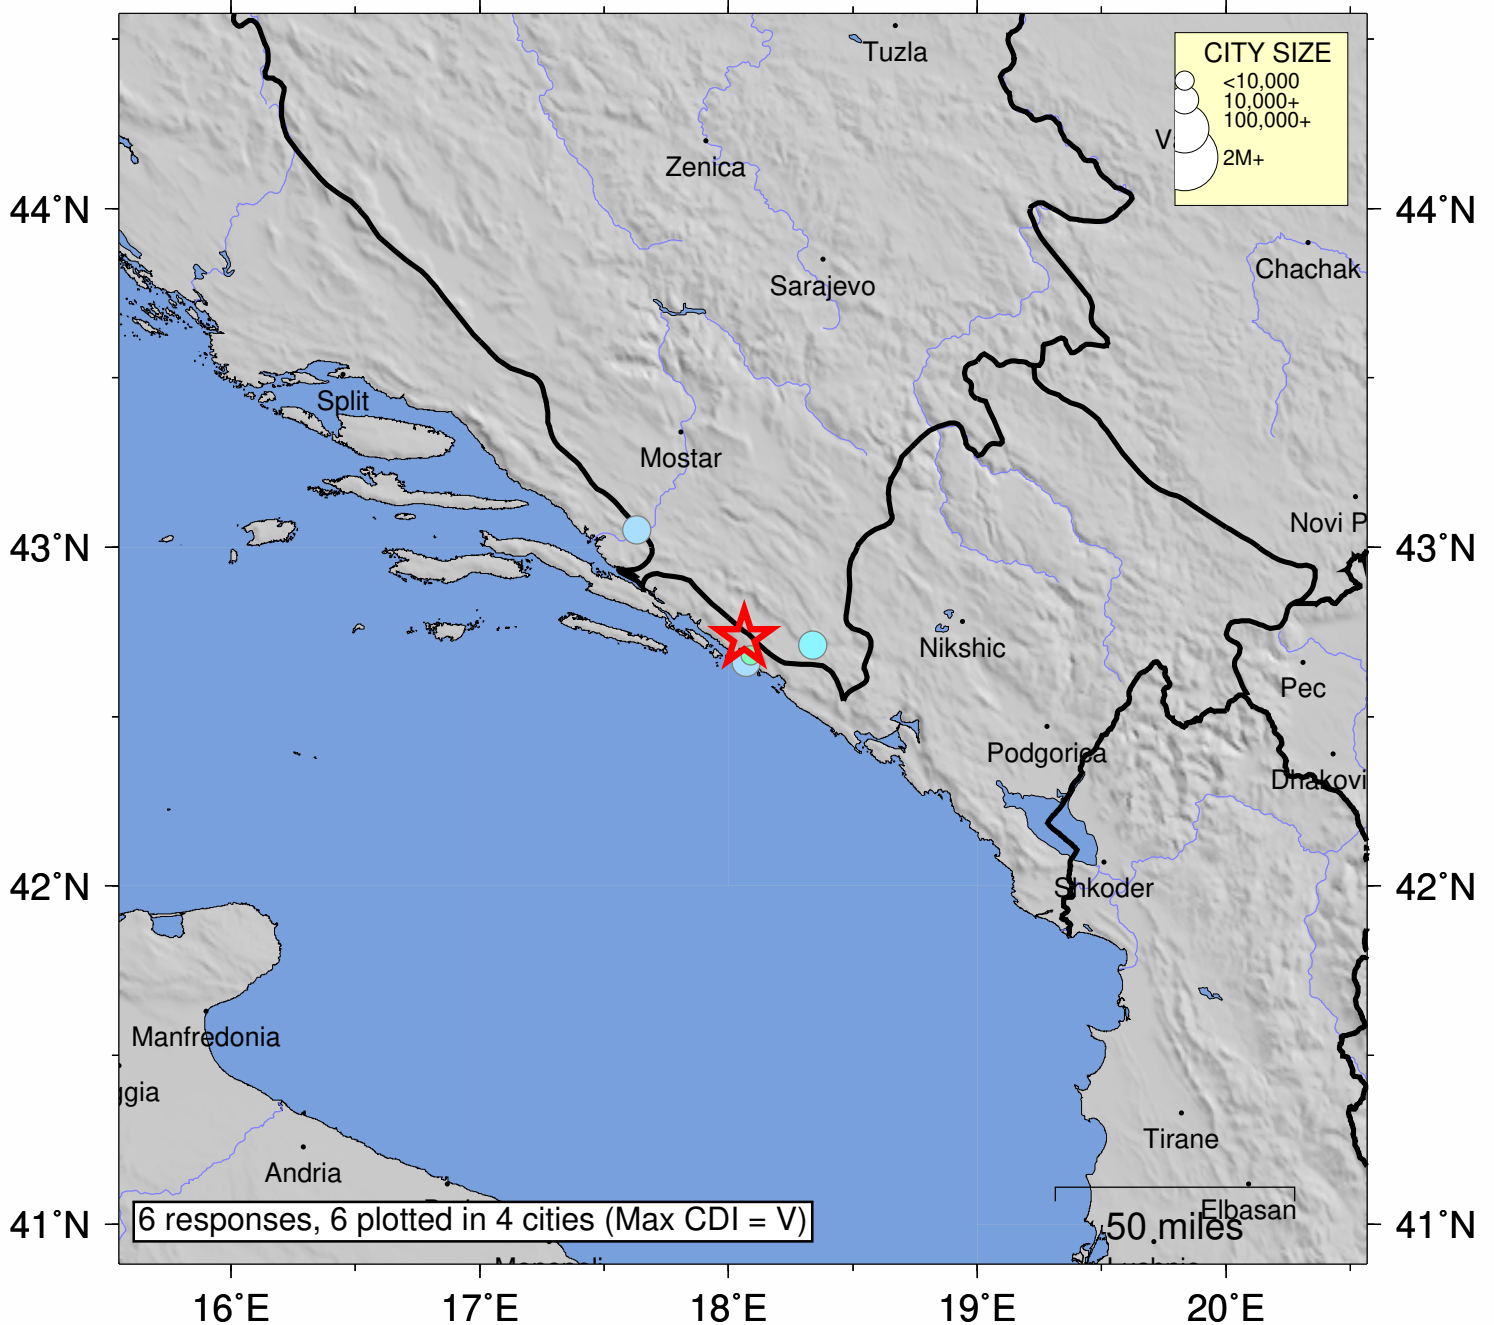 Tuzla
CITY SIZE
<10,000
10,000+
100,000+
2M+
Zenica
44˚N
44˚N
Chachak
Sarajevo
Split
Mostar
Novi P
43˚N
43˚N
Nikshic
Pec
Podgorica
Dhakovi
42˚N
Shkoder
42˚N
Manfredonia
ggia
Tirane
Andria
Elbasan
6 responses, 6 plotted in 4 cities (Max CDI = V)
50 miles
41˚N
41˚N
16˚E
17˚E
18˚E
19˚E
20˚E